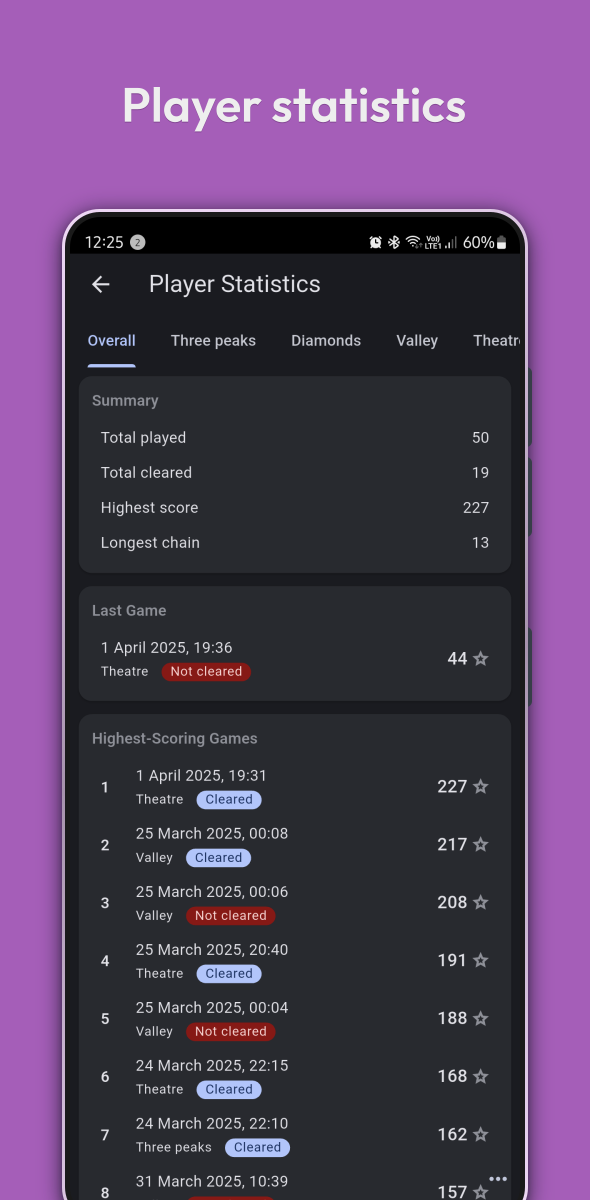 Player statistics
12:25 2 Vo) LTE1 60%
Player Statistics
Overall Three peaks Diamonds Valley Theatre
Summary
Total played 50
Total cleared 19
Highest score 227
Longest chain 13
Last Game
1 April 2025, 19:36
Theatre Not cleared 44
Highest-Scoring Games
1 1 April 2025, 19:31
Theatre Cleared 227
2 25 March 2025, 00:08
Valley Cleared 217
3 25 March 2025, 00:06
Valley Not cleared 208
4 25 March 2025, 20:40
Theatre Cleared 191
5 25 March 2025, 00:04
Valley Not cleared 188
6 24 March 2025, 22:15
Theatre Cleared 168
7 24 March 2025, 22:10
Three peaks Cleared 162
8 31 March 2025, 10:39 157